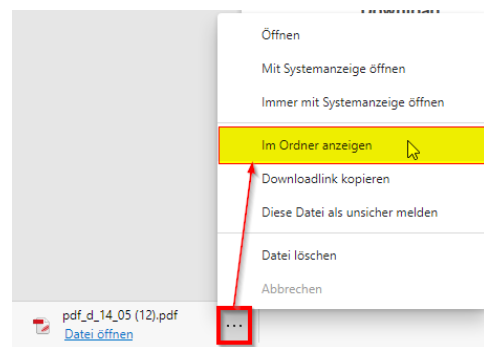 Download
Öffnen
Mit Systemanzeige öffnen
Immer mit Systemanzeige öffnen
Im Ordner anzeigen
Downloadlink kopieren
Diese Datei als unsicher melden
Datei löschen
Abbrechen
pdf_d_14_05 (12).pdf
Datei öffnen
...